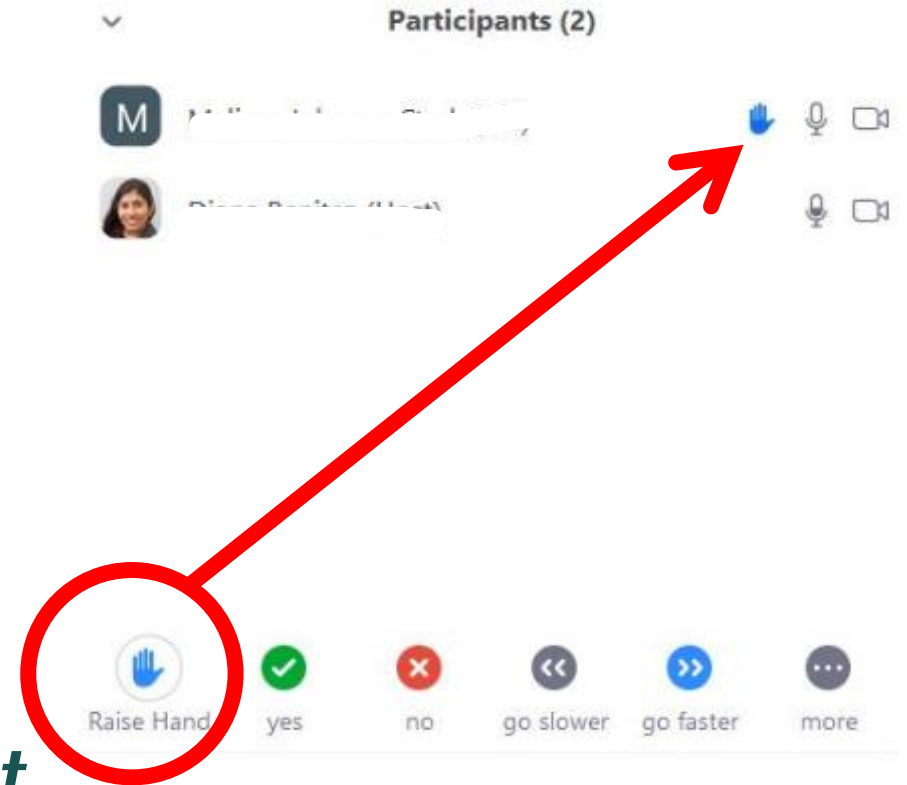 Participants (2)
M
Raise Hand
yes
no
go slower
go faster
more
t